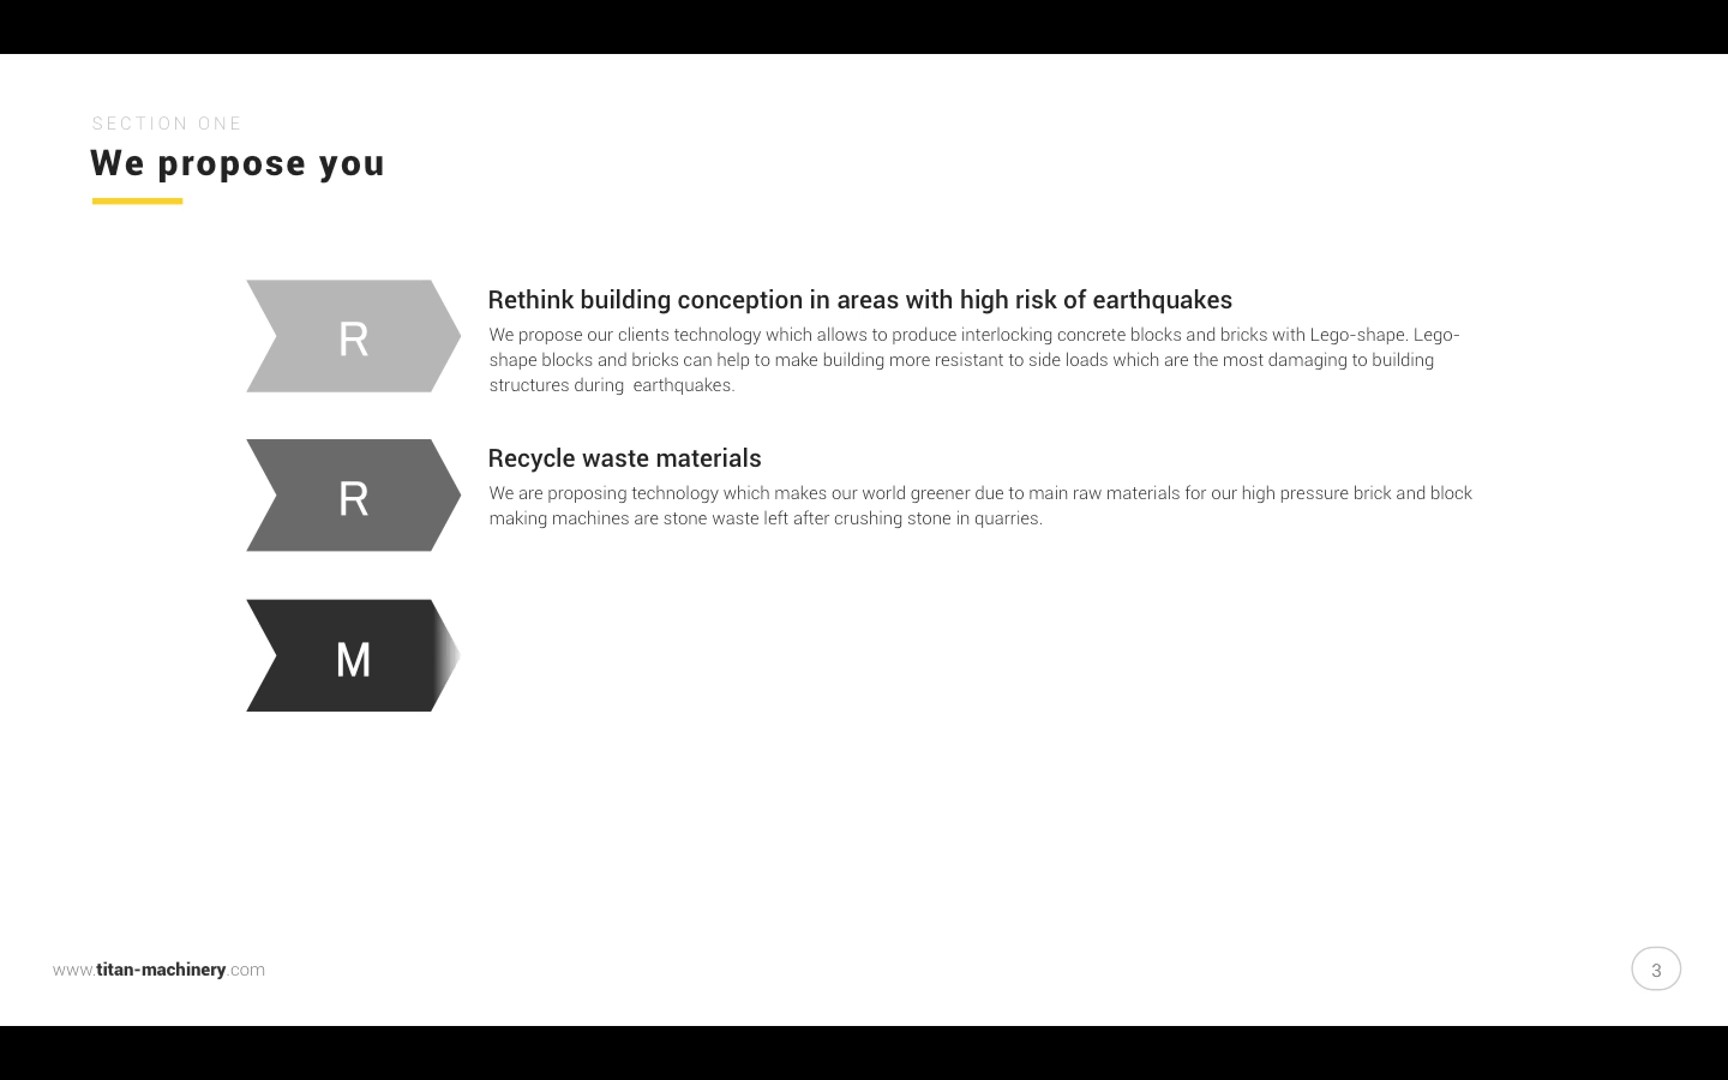 SECTION ONE
We propose you
R
Rethink building conception in areas with high risk of earthquakes
We propose our clients technology which allows to produce interlocking concrete blocks and bricks with Lego-shape. Lego-
shape blocks and bricks can help to make building more resistant to side loads which are the most damaging to building
structures during  earthquakes.
R
Recycle waste materials
We are proposing technology which makes our world greener due to main raw materials for our high pressure brick and block
making machines are stone waste left after crushing stone in quarries.
M
www.titan-machinery.com
3